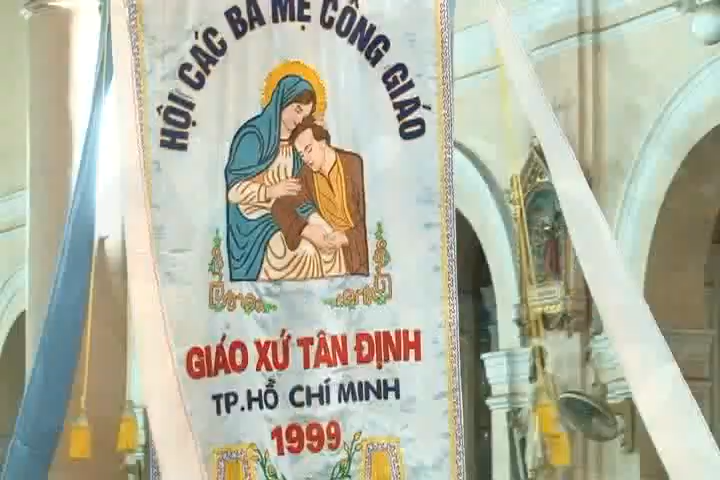 HỘI CÁC BÀ MẸ CÔNG GIÁO
GIÁO XỨ TÂN ĐỊNH
TP.HỒ CHÍ MINH
1999